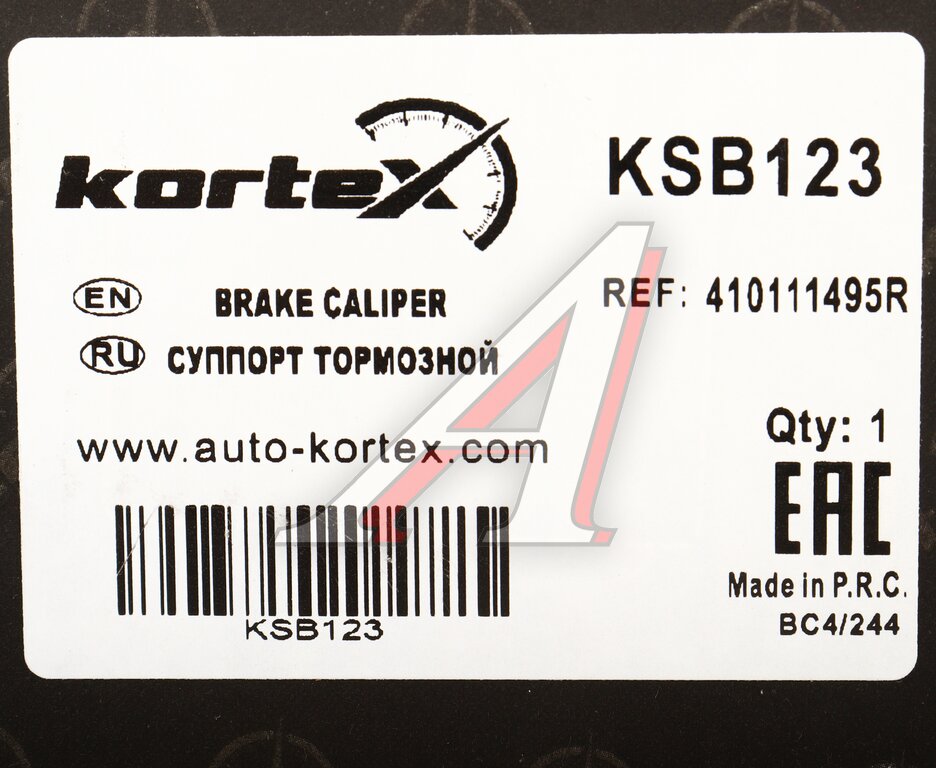 kortex
KSB123
EN BRAKE CALIPER
REF: 410111495R
RU СУППОРТ ТОРМОЗНОЙ
www.auto-kortex.com
Qty: 1
EAC
KSB123
Made in P.R.C.
BC4/244